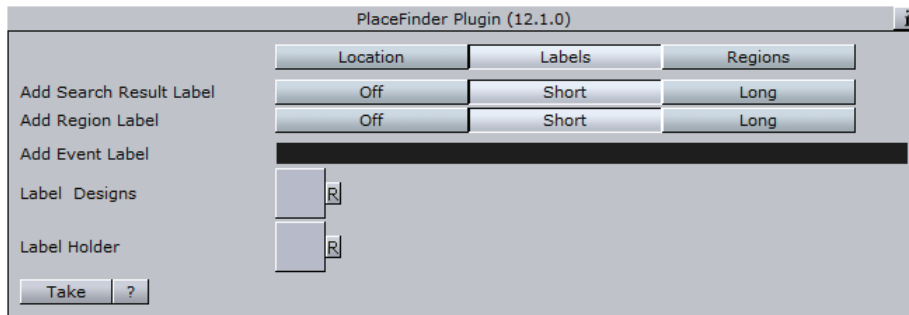 PlaceFinder Plugin (12.1.0) i
Location Labels Regions
Add Search Result Label Off Short Long
Add Region Label Off Short Long
Add Event Label
Label Designs R
Label Holder R
Take ?